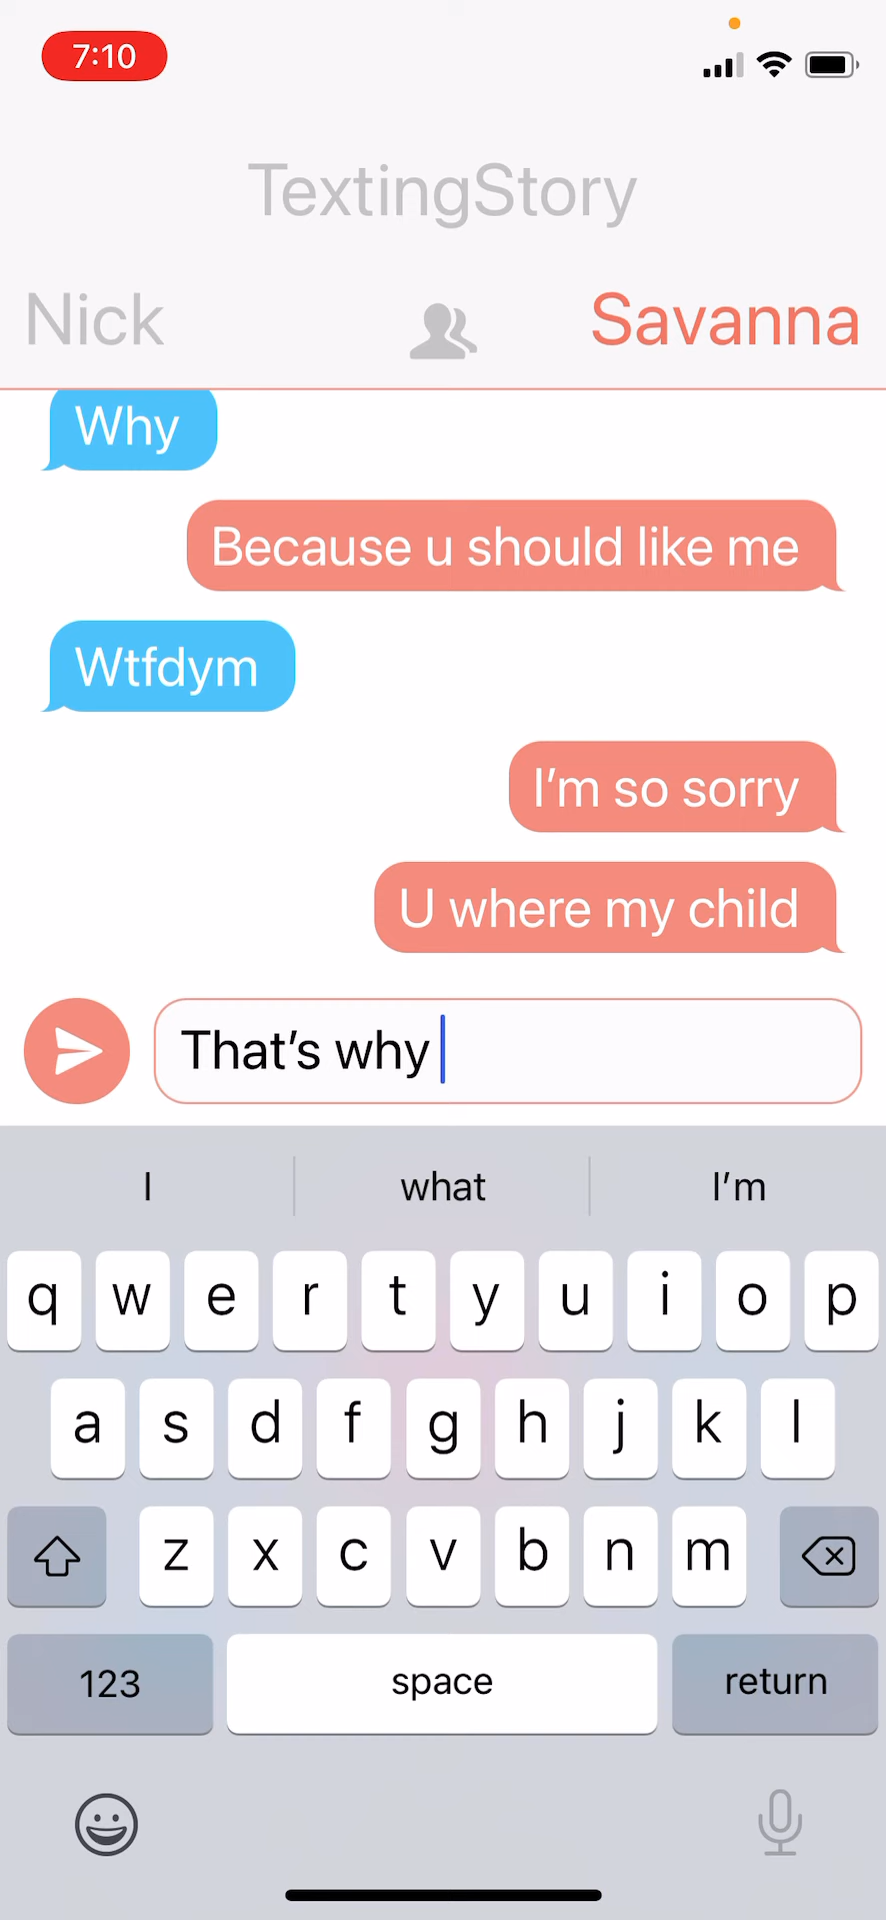 7:10
TextingStory
Nick Savanna
Why
Because u should like me
Wtfdym
I'm so sorry
U where my child
That's why
I what I'm
q w e r t y u i o p
a s d f g h j k l
z x c v b n m
123 space return